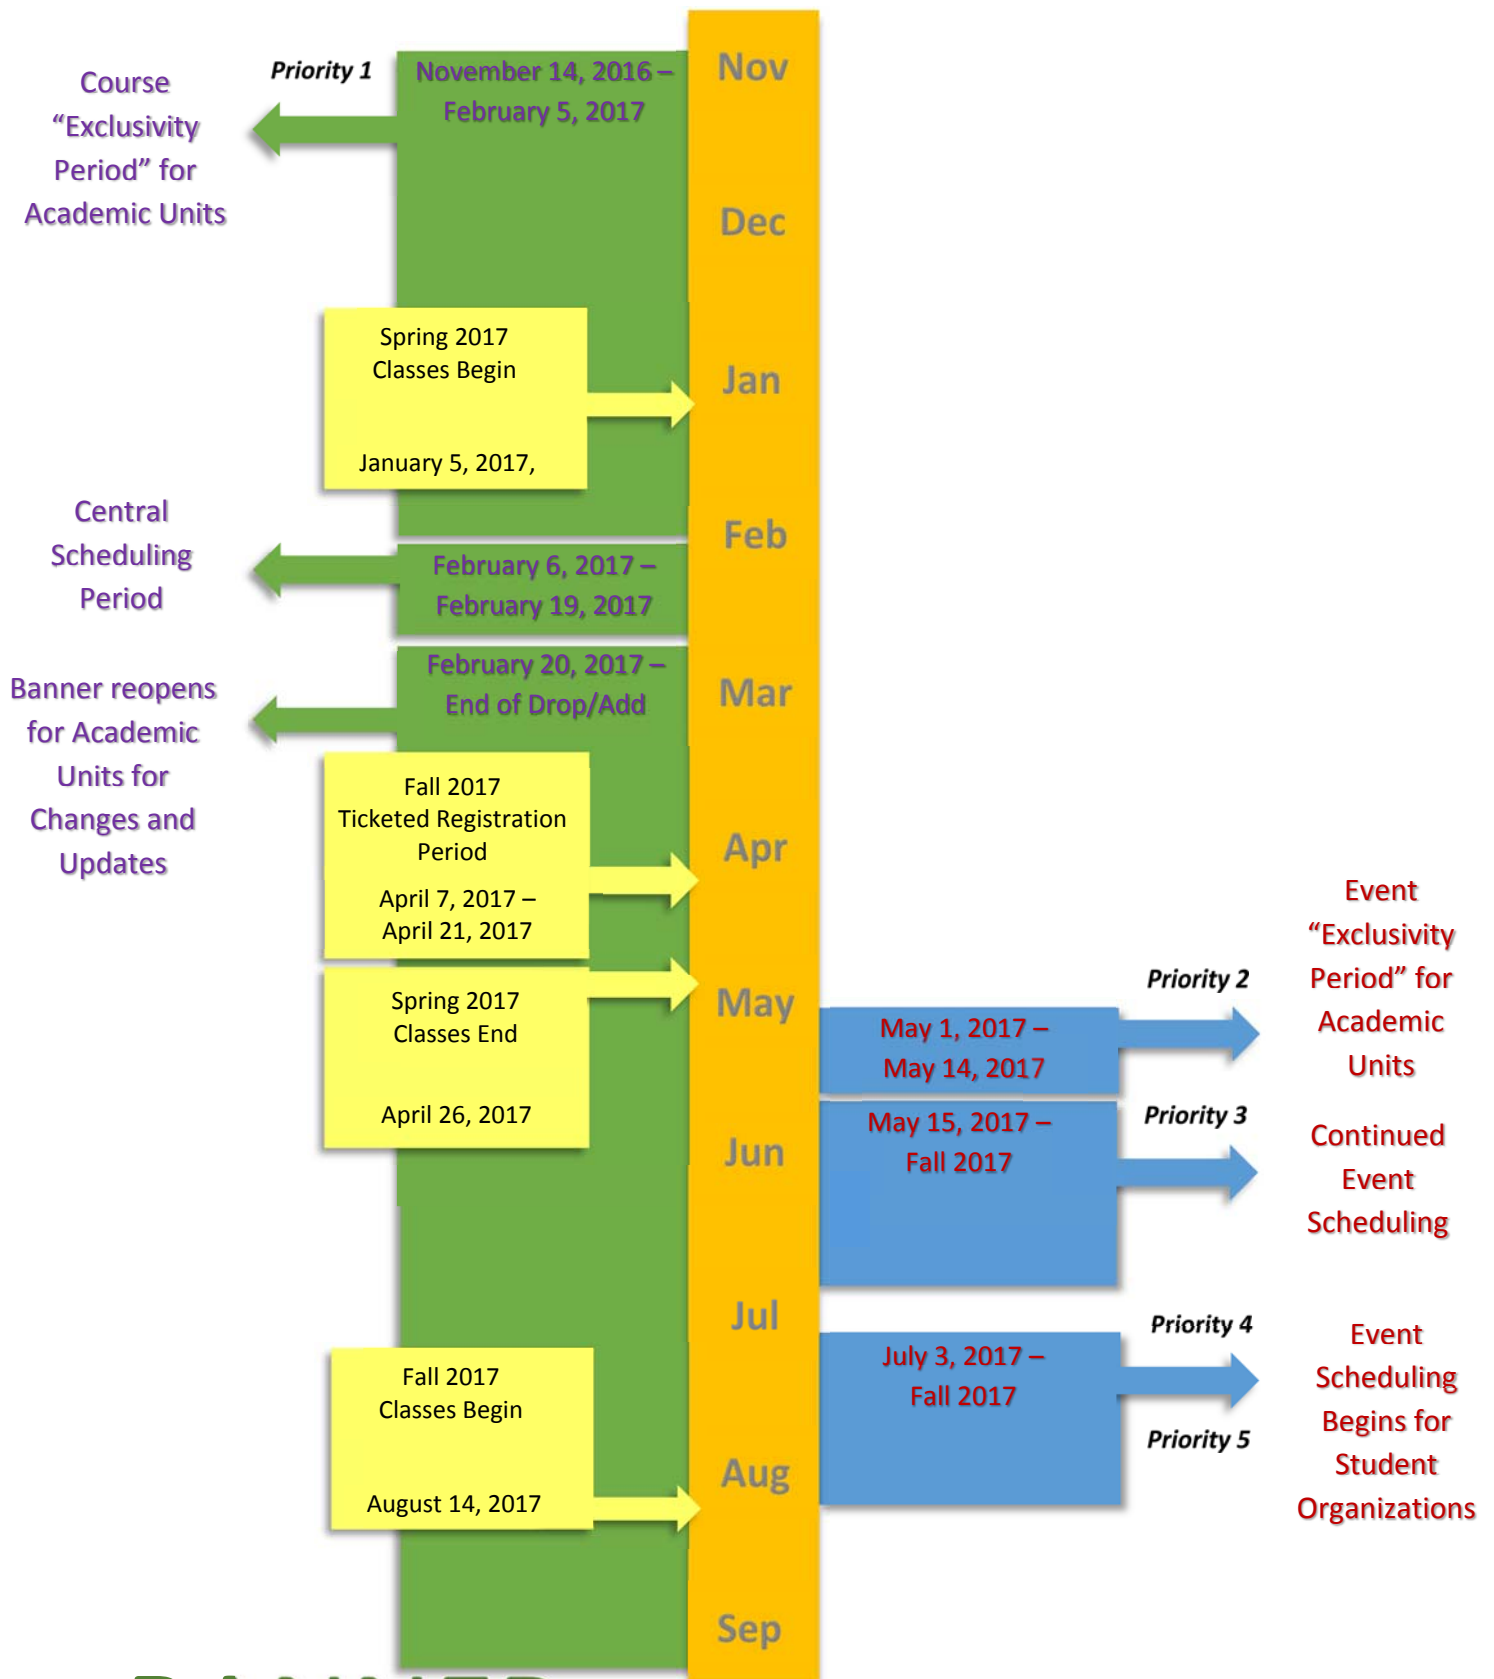 Course
“Exclusivity
Period” for
Academic Units
Priority 1
November 14, 2016 –
February 5, 2017
Nov
Dec
Spring 2017
Classes Begin
January 5, 2017,
Jan
Central
Scheduling
Period
February 6, 2017 –
February 19, 2017
Feb
Banner reopens
for Academic
Units for
Changes and
Updates
February 20, 2017 –
End of Drop/Add
Mar
Fall 2017
Ticketed Registration
Period
April 7, 2017 –
April 21, 2017
Apr
Spring 2017
Classes End
April 26, 2017
May
May 1, 2017 –
May 14, 2017
Priority 2
Event
“Exclusivity
Period” for
Academic
Units
Jun
May 15, 2017 –
Fall 2017
Priority 3
Continued
Event
Scheduling
Jul
July 3, 2017 –
Fall 2017
Priority 4
Priority 5
Event
Scheduling
Begins for
Student
Organizations
Fall 2017
Classes Begin
August 14, 2017
Aug
Sep